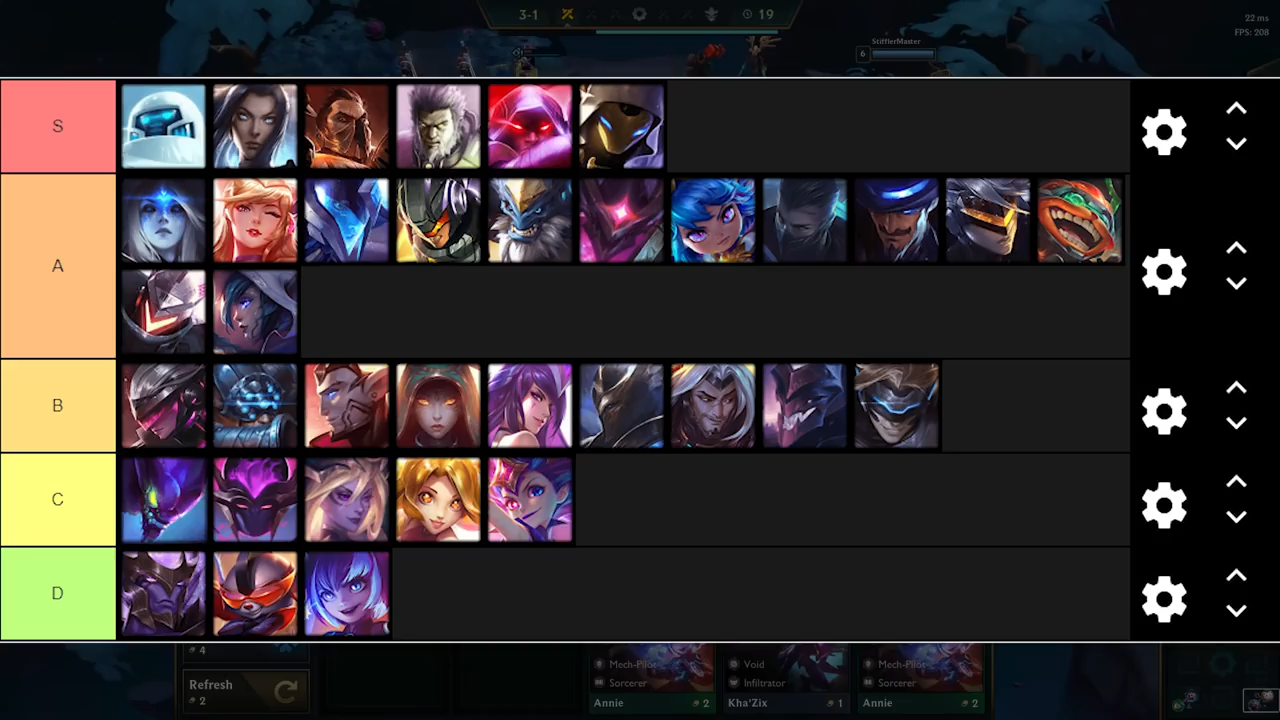 3-1
19
22 ms
FPS: 208
StifflerMaster
6
S
A
B
C
D
4
Refresh
2
Mech-Pilot
Sorcerer
Annie 2
Void
Infiltrator
Kha'Zix 1
Mech-Pilot
Sorcerer
Annie 2